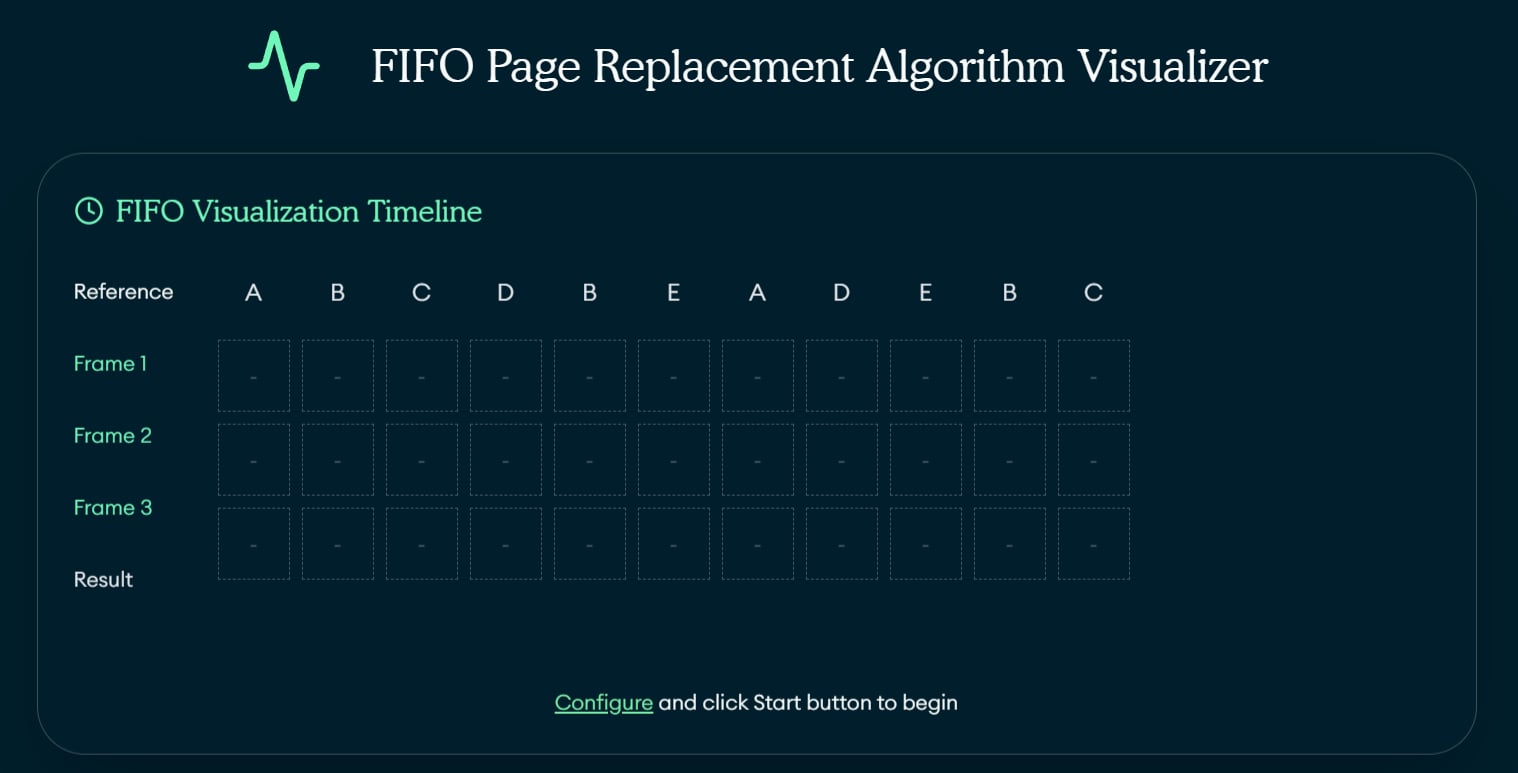 FIFO Page Replacement Algorithm Visualizer
FIFO Visualization Timeline
Reference A B C D B E A D E B C
Frame 1 - - - - - - - - - - -
Frame 2 - - - - - - - - - - -
Frame 3 - - - - - - - - - - -
Result
Configure and click Start button to begin